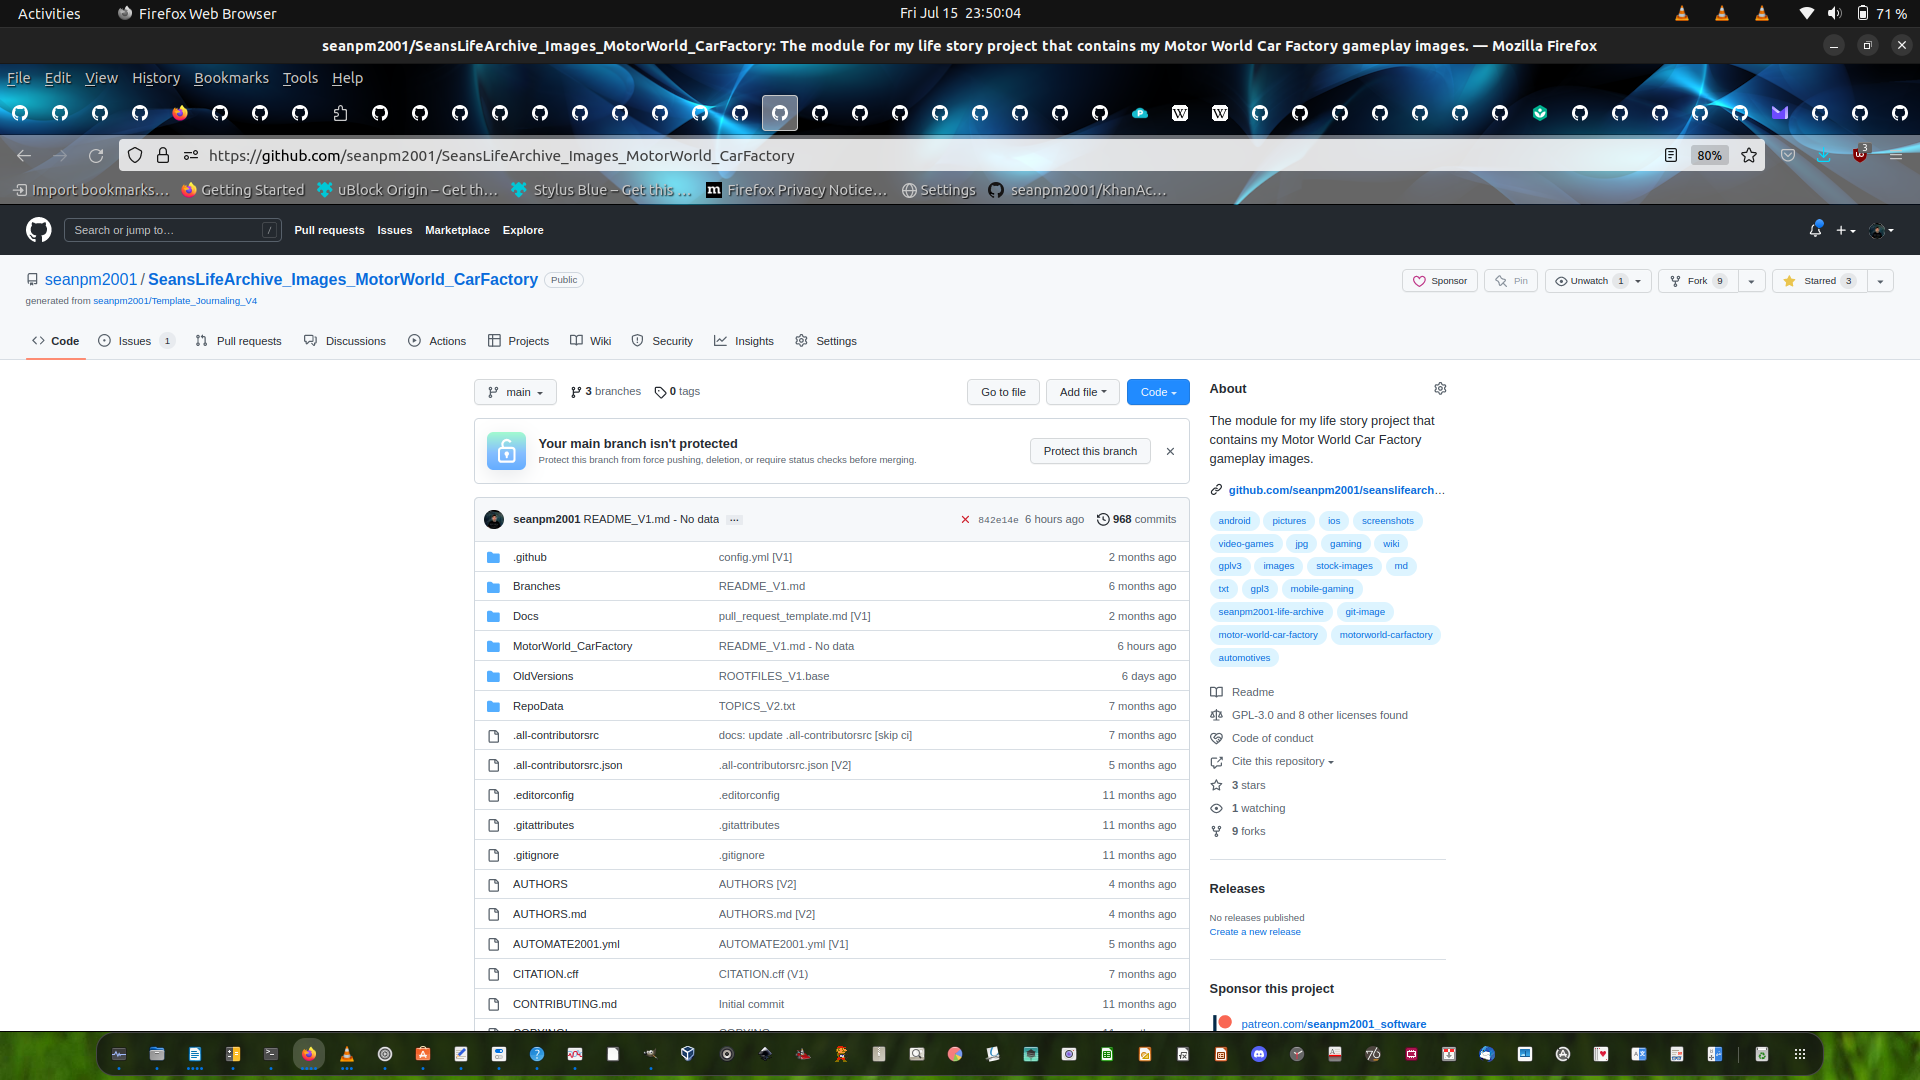 Activities Firefox Web Browser Fri Jul 15 23:50:04 71 %
seanpm2001/SeansLifeArchive_Images_MotorWorld_CarFactory: The module for my life story project that contains my Motor World Car Factory gameplay images. — Mozilla Firefox
File Edit View History Bookmarks Tools Help
https://github.com/seanpm2001/SeansLifeArchive_Images_MotorWorld_CarFactory 80% 3
Import bookmarks… Getting Started uBlock Origin – Get th… Stylus Blue – Get this … Firefox Privacy Notice… Settings seanpm2001/KhanAc…
Search or jump to… / Pull requests Issues Marketplace Explore
seanpm2001 / SeansLifeArchive_Images_MotorWorld_CarFactory Public Sponsor Pin Unwatch 1 Fork 9 Starred 3
generated from seanpm2001/Template_Journaling_V4
Code Issues 1 Pull requests Discussions Actions Projects Wiki Security Insights Settings
main 3 branches 0 tags Go to file Add file Code
Your main branch isn't protected
Protect this branch from force pushing, deletion, or require status checks before merging.
Protect this branch
seanpm2001 README_V1.md - No data ... 842e14e 6 hours ago 968 commits
.github config.yml [V1] 2 months ago
Branches README_V1.md 6 months ago
Docs pull_request_template.md [V1] 2 months ago
MotorWorld_CarFactory README_V1.md - No data 6 hours ago
OldVersions ROOTFILES_V1.base 6 days ago
RepoData TOPICS_V2.txt 7 months ago
.all-contributorsrc docs: update .all-contributorsrc [skip ci] 7 months ago
.all-contributorsrc.json .all-contributorsrc.json [V2] 5 months ago
.editorconfig .editorconfig 11 months ago
.gitattributes .gitattributes 11 months ago
.gitignore .gitignore 11 months ago
AUTHORS AUTHORS [V2] 4 months ago
AUTHORS.md AUTHORS.md [V2] 4 months ago
AUTOMATE2001.yml AUTOMATE2001.yml [V1] 5 months ago
CITATION.cff CITATION.cff (V1) 7 months ago
CONTRIBUTING.md Initial commit 11 months ago
About
The module for my life story project that
contains my Motor World Car Factory
gameplay images.
github.com/seanpm2001/seanslifearch…
android pictures ios screenshots
video-games jpg gaming wiki
gplv3 images stock-images md
txt gpl3 mobile-gaming
seanpm2001-life-archive git-image
motor-world-car-factory motorworld-carfactory
automotives
Readme
GPL-3.0 and 8 other licenses found
Code of conduct
Cite this repository
3 stars
1 watching
9 forks
Releases
No releases published
Create a new release
Sponsor this project
patreon.com/seanpm2001_software